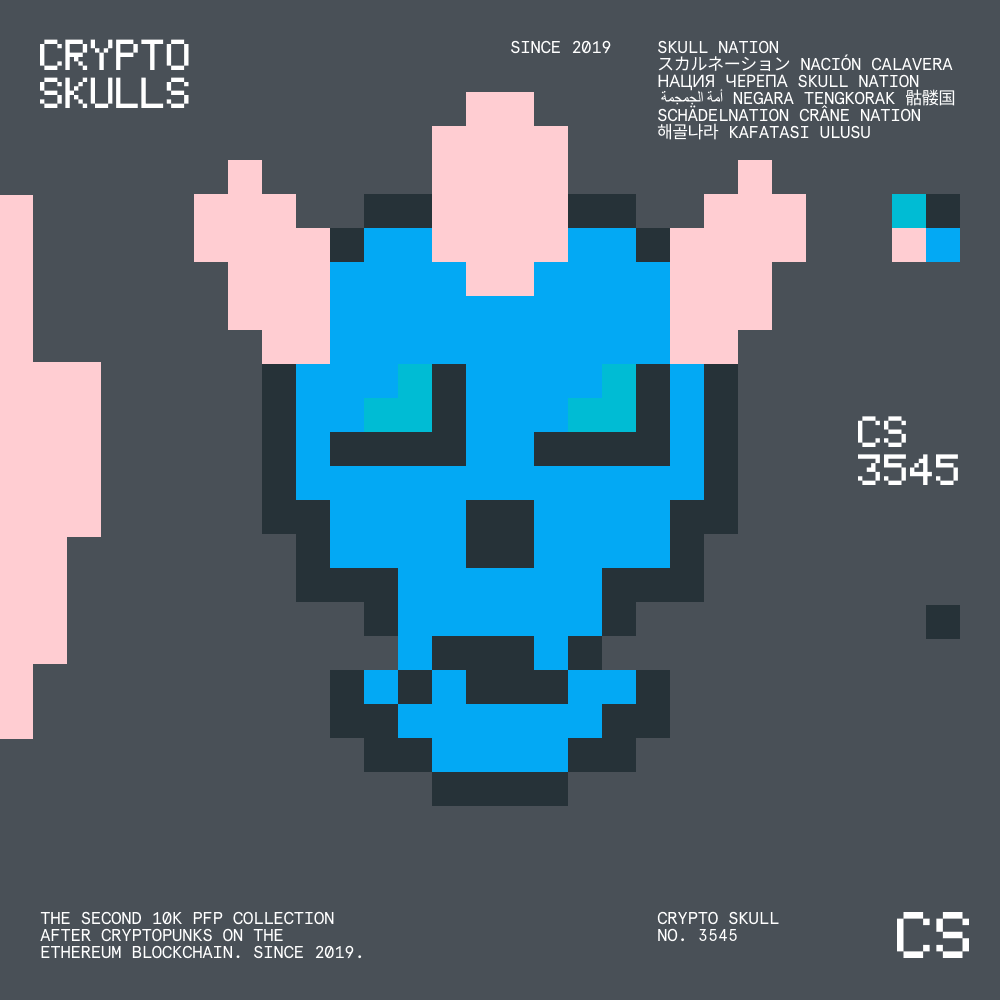 CRYPTO
SKULLS
SINCE 2019
SKULL NATION
スカルネーション NACIÓN CALAVERA
НАЦИЯ ЧЕРЕПА SKULL NATION
أمة الجمجمة NEGARA TENGKORAK 骷髅国
SCHÄDELNATION CRÂNE NATION
해골나라 KAFATASI ULUSU
CS
3545
THE SECOND 10K PFP COLLECTION
AFTER CRYPTOPUNKS ON THE
ETHEREUM BLOCKCHAIN. SINCE 2019.
CRYPTO SKULL
NO. 3545
CS